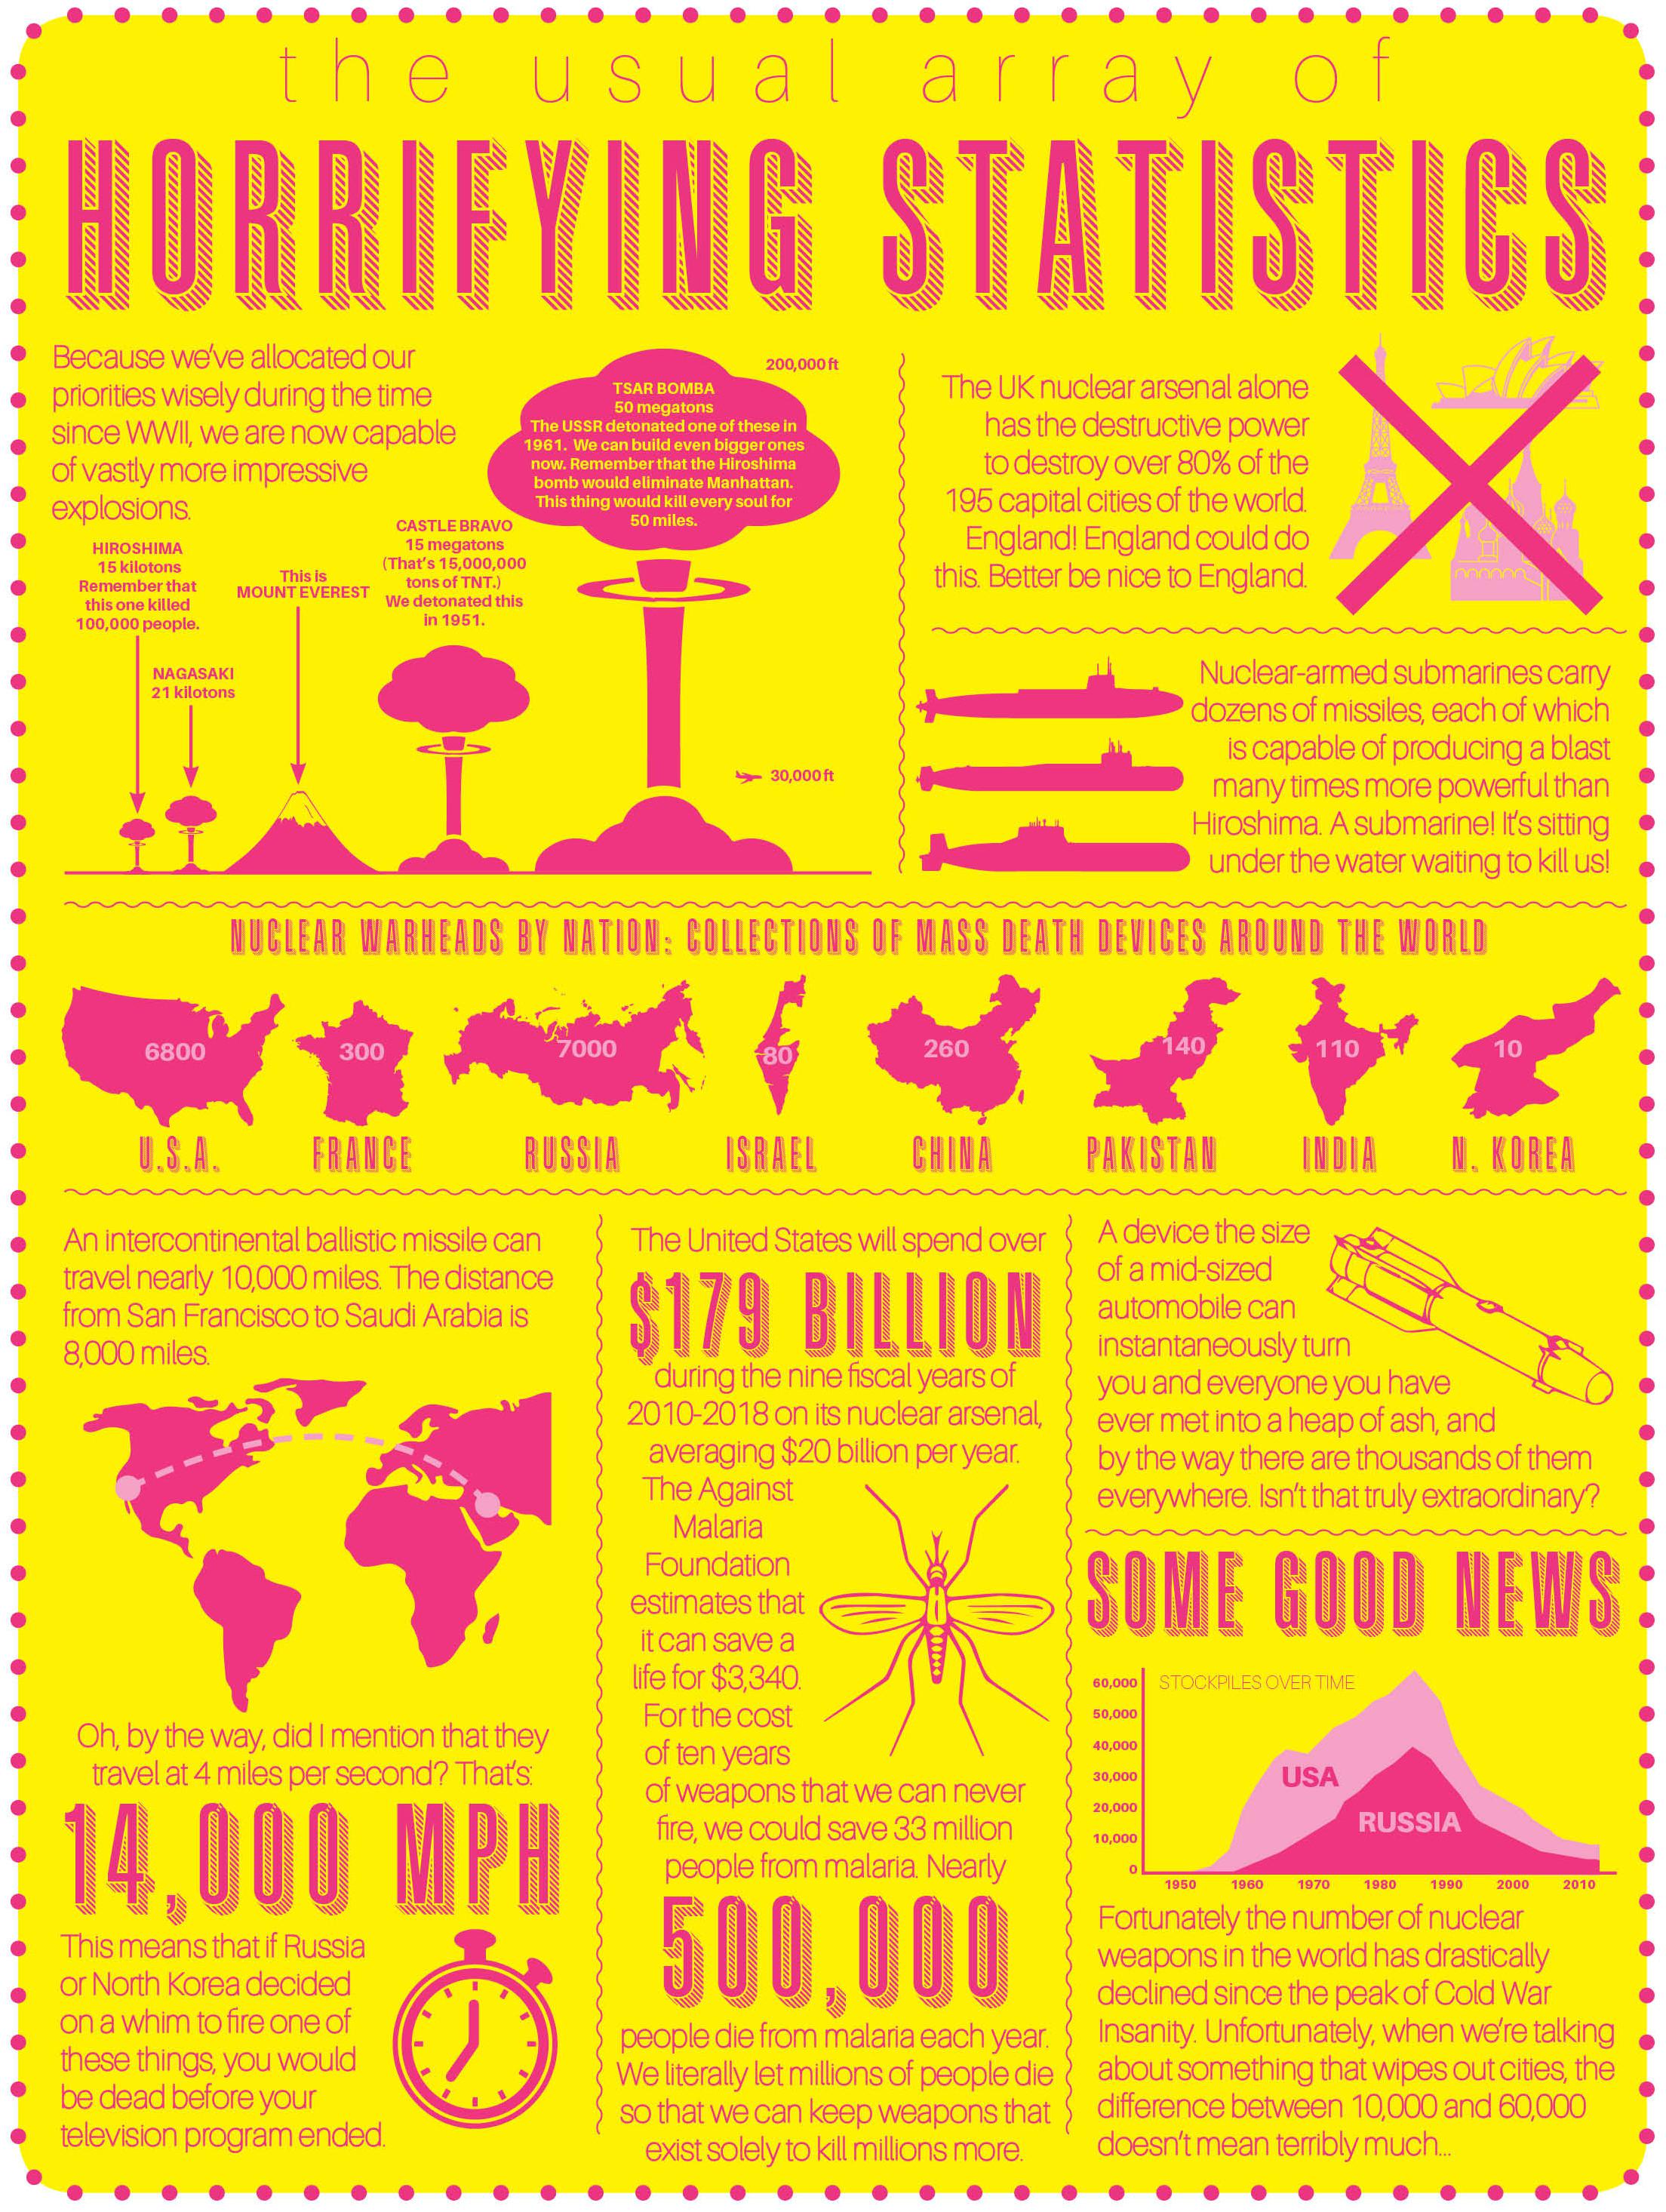 the usual array of
HORRIFYING STATISTICS
Because we've allocated our
priorities wisely during the time
since WWII, we are now capable
of vastly more impressive
explosions.
HIROSHIMA
15 kilotons
Remember that
this one killed
100,000 people.
NAGASAKI
21 kilotons
This is
MOUNT EVEREST
CASTLE BRAVO
15 megatons
(That's 15,000,000
tons of TNT.)
We detonated this
in 1951.
TSAR BOMBA
50 megatons
The USSR detonated one of these in
1961. We can build even bigger ones
now. Remember that the Hiroshima
bomb would eliminate Manhattan.
This thing would kill every soul for
50 miles.
200,000 ft
30,000 ft
The UK nuclear arsenal alone
has the destructive power
to destroy over 80% of the
195 capital cities of the world.
England! England could do
this. Better be nice to England.
Nuclear-armed submarines carry
dozens of missiles, each of which
is capable of producing a blast
many times more powerful than
Hiroshima. A submarine! It's sitting
under the water waiting to kill us!
NUCLEAR WARHEADS BY NATION: COLLECTIONS OF MASS DEATH DEVICES AROUND THE WORLD
6800 300 7000 80 260 140 110 10
U.S.A. FRANCE RUSSIA ISRAEL CHINA PAKISTAN INDIA N. KOREA
An intercontinental ballistic missile can
travel nearly 10,000 miles. The distance
from San Francisco to Saudi Arabia is
8,000 miles.
Oh, by the way, did I mention that they
travel at 4 miles per second? That's:
14,000 MPH
This means that if Russia
or North Korea decided
on a whim to fire one of
these things, you would
be dead before your
television program ended.
The United States will spend over
$179 BILLION
during the nine fiscal years of
2010-2018 on its nuclear arsenal,
averaging $20 billion per year.
The Against
Malaria
Foundation
estimates that
it can save a
life for $3,340.
For the cost
of ten years
of weapons that we can never
fire, we could save 33 million
people from malaria. Nearly
500,000
people die from malaria each year.
We literally let millions of people die
so that we can keep weapons that
exist solely to kill millions more.
A device the size
of a mid-sized
automobile can
instantaneously turn
you and everyone you have
ever met into a heap of ash, and
by the way there are thousands of them
everywhere. Isn't that truly extraordinary?
SOME GOOD NEWS
STOCKPILES OVER TIME
60,000
50,000
40,000
30,000
20,000
10,000
0
USA
RUSSIA
1950 1960 1970 1980 1990 2000 2010
Fortunately the number of nuclear
weapons in the world has drastically
declined since the peak of Cold War
Insanity. Unfortunately, when we're talking
about something that wipes out cities, the
difference between 10,000 and 60,000
doesn't mean terribly much...